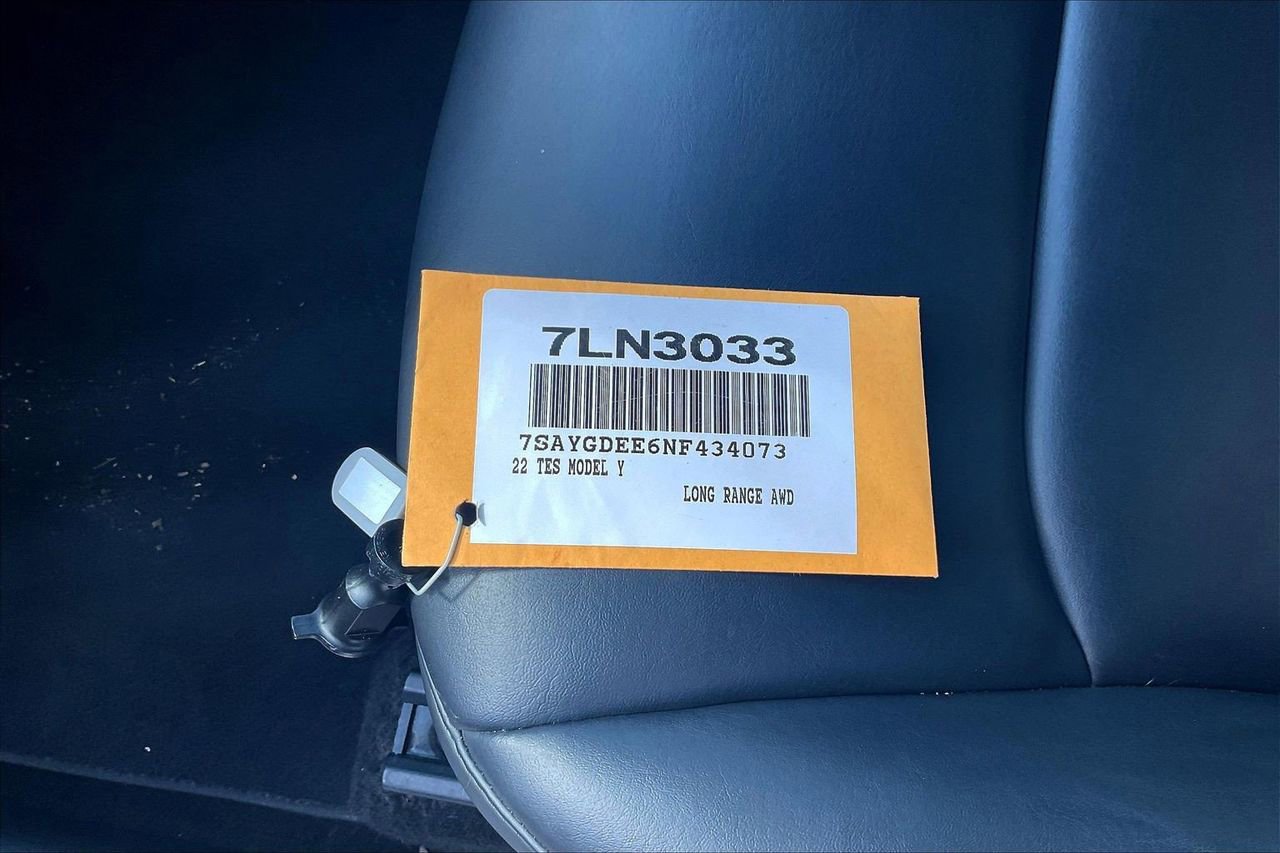 7LN3033
7SAYGDEE6NF434073
22 TES MODEL Y
LONG RANGE AWD